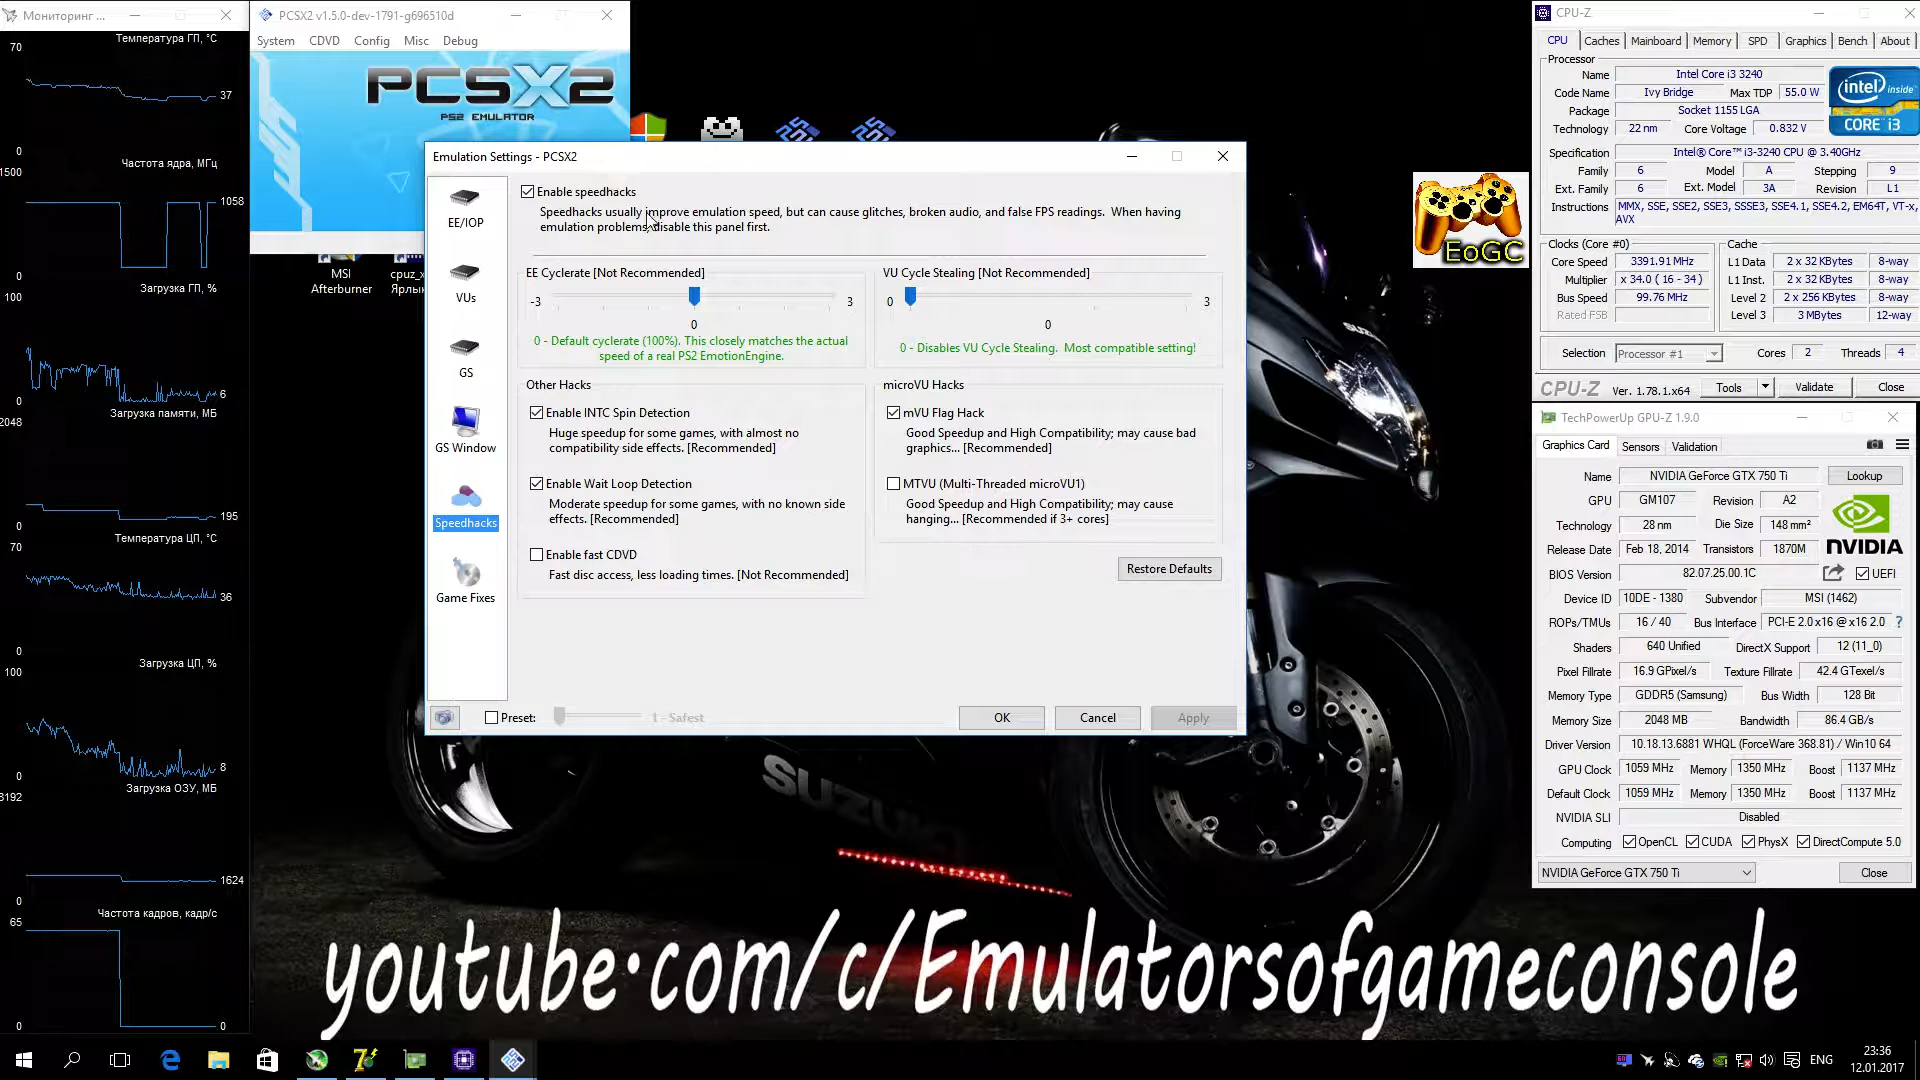 Мониторинг ...
Температура ГП, °C
70
37
0
Частота ядра, МГц
1500
1058
0
Загрузка ГП, %
100
6
0
Загрузка памяти, МБ
2048
195
0
Температура ЦП, °C
70
36
0
Загрузка ЦП, %
100
8
0
Загрузка ОЗУ, МБ
8192
1624
0
Частота кадров, кадр/с
65
0
0
PCSX2 v1.5.0-dev-1791-g696510d
System CDVD Config Misc Debug
PCSX2
PS2 EMULATOR
MSI
Afterburner
cpuz_x
Ярлык
Emulation Settings - PCSX2
EE/IOP
VUs
GS
GS Window
Speedhacks
Game Fixes
Enable speedhacks
Speedhacks usually improve emulation speed, but can cause glitches, broken audio, and false FPS readings. When having
emulation problems disable this panel first.
EE Cyclerate [Not Recommended]
-3 3
0
0 - Default cyclerate (100%). This closely matches the actual
speed of a real PS2 EmotionEngine.
VU Cycle Stealing [Not Recommended]
0 3
0
0 - Disables VU Cycle Stealing. Most compatible setting!
Other Hacks
Enable INTC Spin Detection
Huge speedup for some games, with almost no
compatibility side effects. [Recommended]
Enable Wait Loop Detection
Moderate speedup for some games, with no known side
effects. [Recommended]
Enable fast CDVD
Fast disc access, less loading times. [Not Recommended]
microVU Hacks
mVU Flag Hack
Good Speedup and High Compatibility; may cause bad
graphics... [Recommended]
MTVU (Multi-Threaded microVU1)
Good Speedup and High Compatibility; may cause
hanging... [Recommended if 3+ cores]
Restore Defaults
Preset: 1 - Safest
OK Cancel Apply
EoGC
SUZUKI
CPU-Z
CPU Caches Mainboard Memory SPD Graphics Bench About
Processor
Name Intel Core i3 3240
Code Name Ivy Bridge Max TDP 55.0 W
Package Socket 1155 LGA
Technology 22 nm Core Voltage 0.832 V
intel inside
CORE i3
Specification Intel® Core™ i3-3240 CPU @ 3.40GHz
Family 6 Model A Stepping 9
Ext. Family 6 Ext. Model 3A Revision L1
Instructions MMX, SSE, SSE2, SSE3, SSSE3, SSE4.1, SSE4.2, EM64T, VT-x,
AVX
Clocks (Core #0)
Core Speed 3391.91 MHz
Multiplier x 34.0 ( 16 - 34 )
Bus Speed 99.76 MHz
Rated FSB
Cache
L1 Data 2 x 32 KBytes 8-way
L1 Inst. 2 x 32 KBytes 8-way
Level 2 2 x 256 KBytes 8-way
Level 3 3 MBytes 12-way
Selection Processor #1 Cores 2 Threads 4
CPU-Z Ver. 1.78.1.x64 Tools Validate Close
TechPowerUp GPU-Z 1.9.0
Graphics Card Sensors Validation
Name NVIDIA GeForce GTX 750 Ti Lookup
GPU GM107 Revision A2
Technology 28 nm Die Size 148 mm²
Release Date Feb 18, 2014 Transistors 1870M
NVIDIA
BIOS Version 82.07.25.00.1C UEFI
Device ID 10DE - 1380 Subvendor MSI (1462)
ROPs/TMUs 16 / 40 Bus Interface PCI-E 2.0 x16 @ x16 2.0 ?
Shaders 640 Unified DirectX Support 12 (11_0)
Pixel Fillrate 16.9 GPixel/s Texture Fillrate 42.4 GTexel/s
Memory Type GDDR5 (Samsung) Bus Width 128 Bit
Memory Size 2048 MB Bandwidth 86.4 GB/s
Driver Version 10.18.13.6881 WHQL (ForceWare 368.81) / Win10 64
GPU Clock 1059 MHz Memory 1350 MHz Boost 1137 MHz
Default Clock 1059 MHz Memory 1350 MHz Boost 1137 MHz
NVIDIA SLI Disabled
Computing OpenCL CUDA PhysX DirectCompute 5.0
NVIDIA GeForce GTX 750 Ti Close
youtube.com/c/Emulatorsofgameconsole
ENG
23:36
12.01.2017